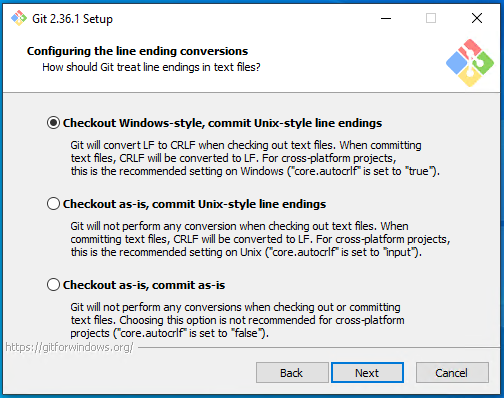 Git 2.36.1 Setup
Configuring the line ending conversions
How should Git treat line endings in text files?
Checkout Windows-style, commit Unix-style line endings
Git will convert LF to CRLF when checking out text files. When committing
text files, CRLF will be converted to LF. For cross-platform projects,
this is the recommended setting on Windows ("core.autocrlf" is set to "true").
Checkout as-is, commit Unix-style line endings
Git will not perform any conversion when checking out text files. When
committing text files, CRLF will be converted to LF. For cross-platform projects,
this is the recommended setting on Unix ("core.autocrlf" is set to "input").
Checkout as-is, commit as-is
Git will not perform any conversions when checking out or committing
text files. Choosing this option is not recommended for cross-platform
projects ("core.autocrlf" is set to "false").
https://gitforwindows.org/
Back Next Cancel